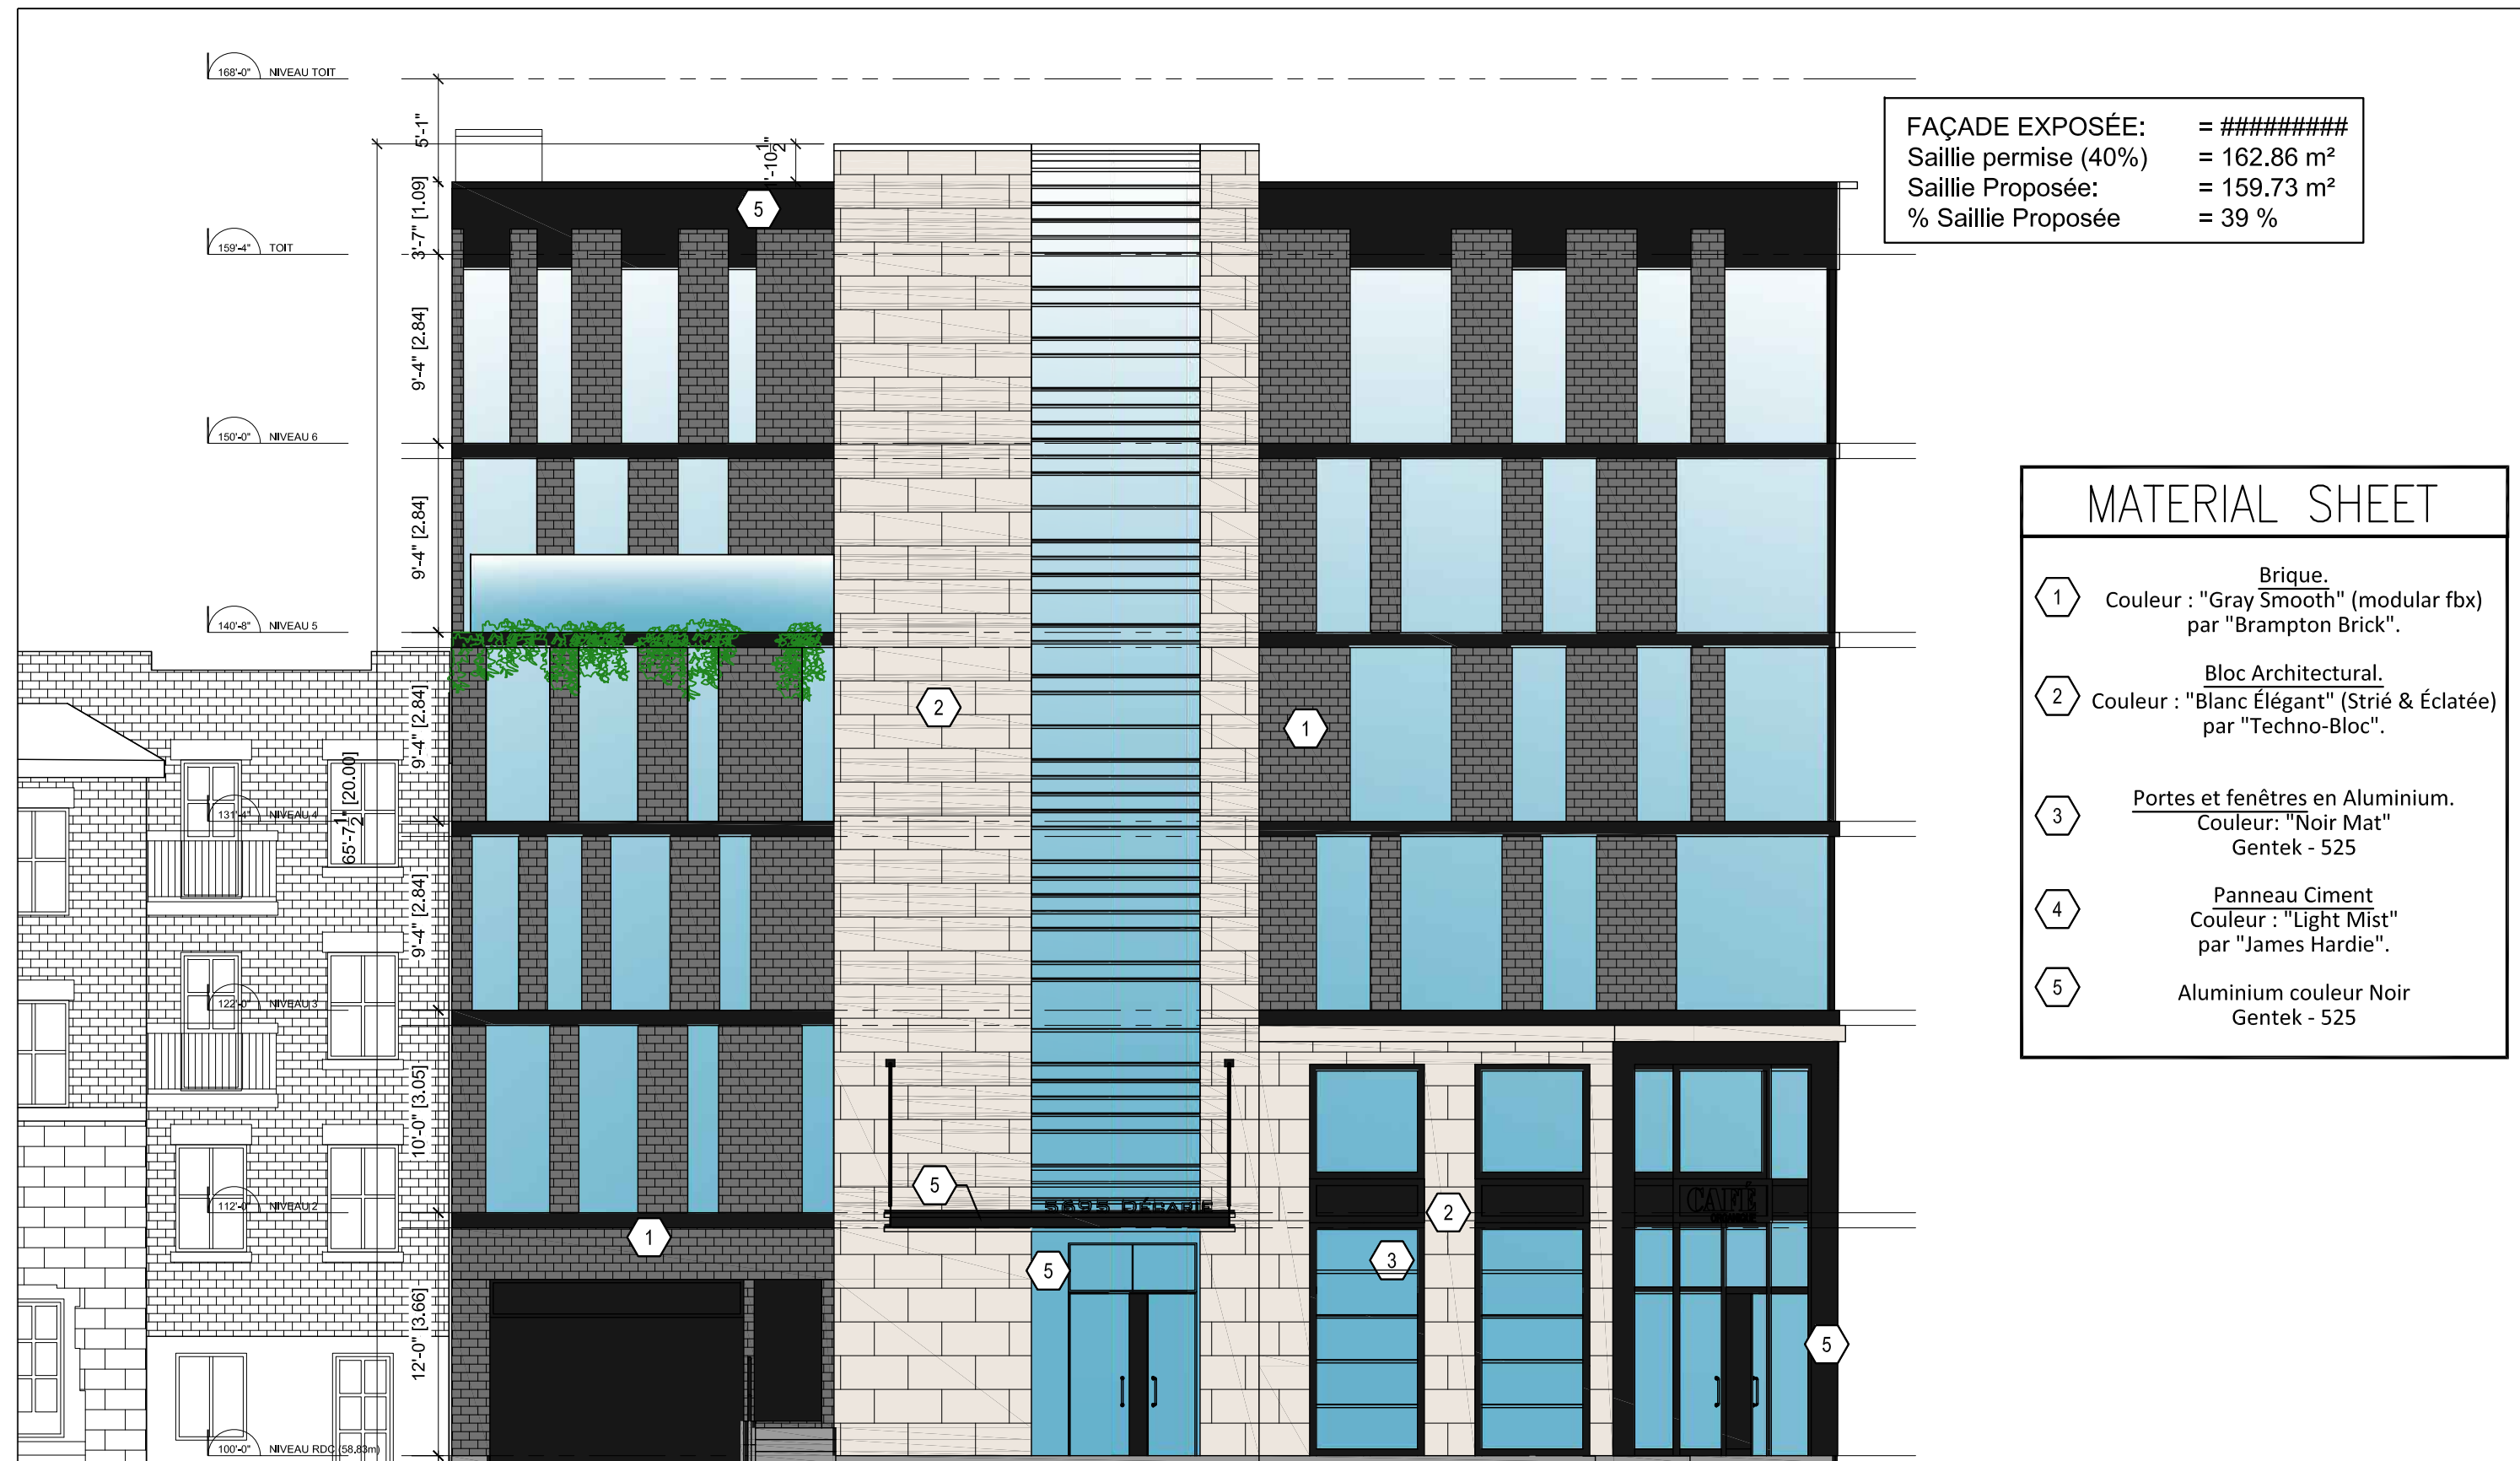 168'-0" NIVEAU TOIT
159'-4" TOIT
150'-0" NIVEAU 6
140'-8" NIVEAU 5
131'-4" NIVEAU 4
122'-0" NIVEAU 3
112'-0" NIVEAU 2
100'-0" NIVEAU RDC (58,83m)
65'-7 1/2" [20.00]
5'-1"
3'-7" [1.09]
9'-4" [2.84]
9'-4" [2.84]
9'-4" [2.84]
9'-4" [2.84]
10'-0" [3.05]
12'-0" [3.66]
1'-10 1/2"
5
2
1
5
1
5
2
3
5
CAFÉ
FAÇADE EXPOSÉE: = #########
Saillie permise (40%) = 162.86 m²
Saillie Proposée: = 159.73 m²
% Saillie Proposée = 39 %
MATERIAL SHEET
1
Brique.
Couleur : "Gray Smooth" (modular fbx)
par "Brampton Brick".
2
Bloc Architectural.
Couleur : "Blanc Élégant" (Strié & Éclatée)
par "Techno-Bloc".
3
Portes et fenêtres en Aluminium.
Couleur: "Noir Mat"
Gentek - 525
4
Panneau Ciment
Couleur : "Light Mist"
par "James Hardie".
5
Aluminium couleur Noir
Gentek - 525